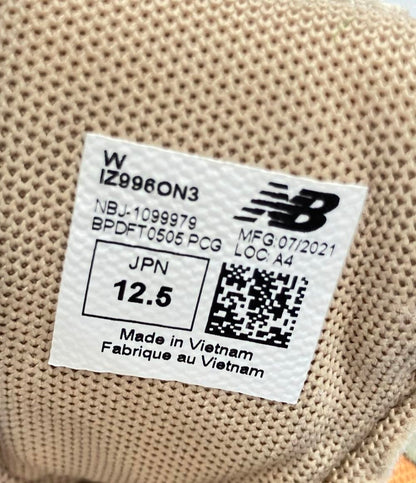 W
IZ996ON3
NBJ-1099979
BPDFT0505 PCG
NB
MFG:07/2021
LOC: A4
JPN
12.5
Made in Vietnam
Fabrique au Vietnam